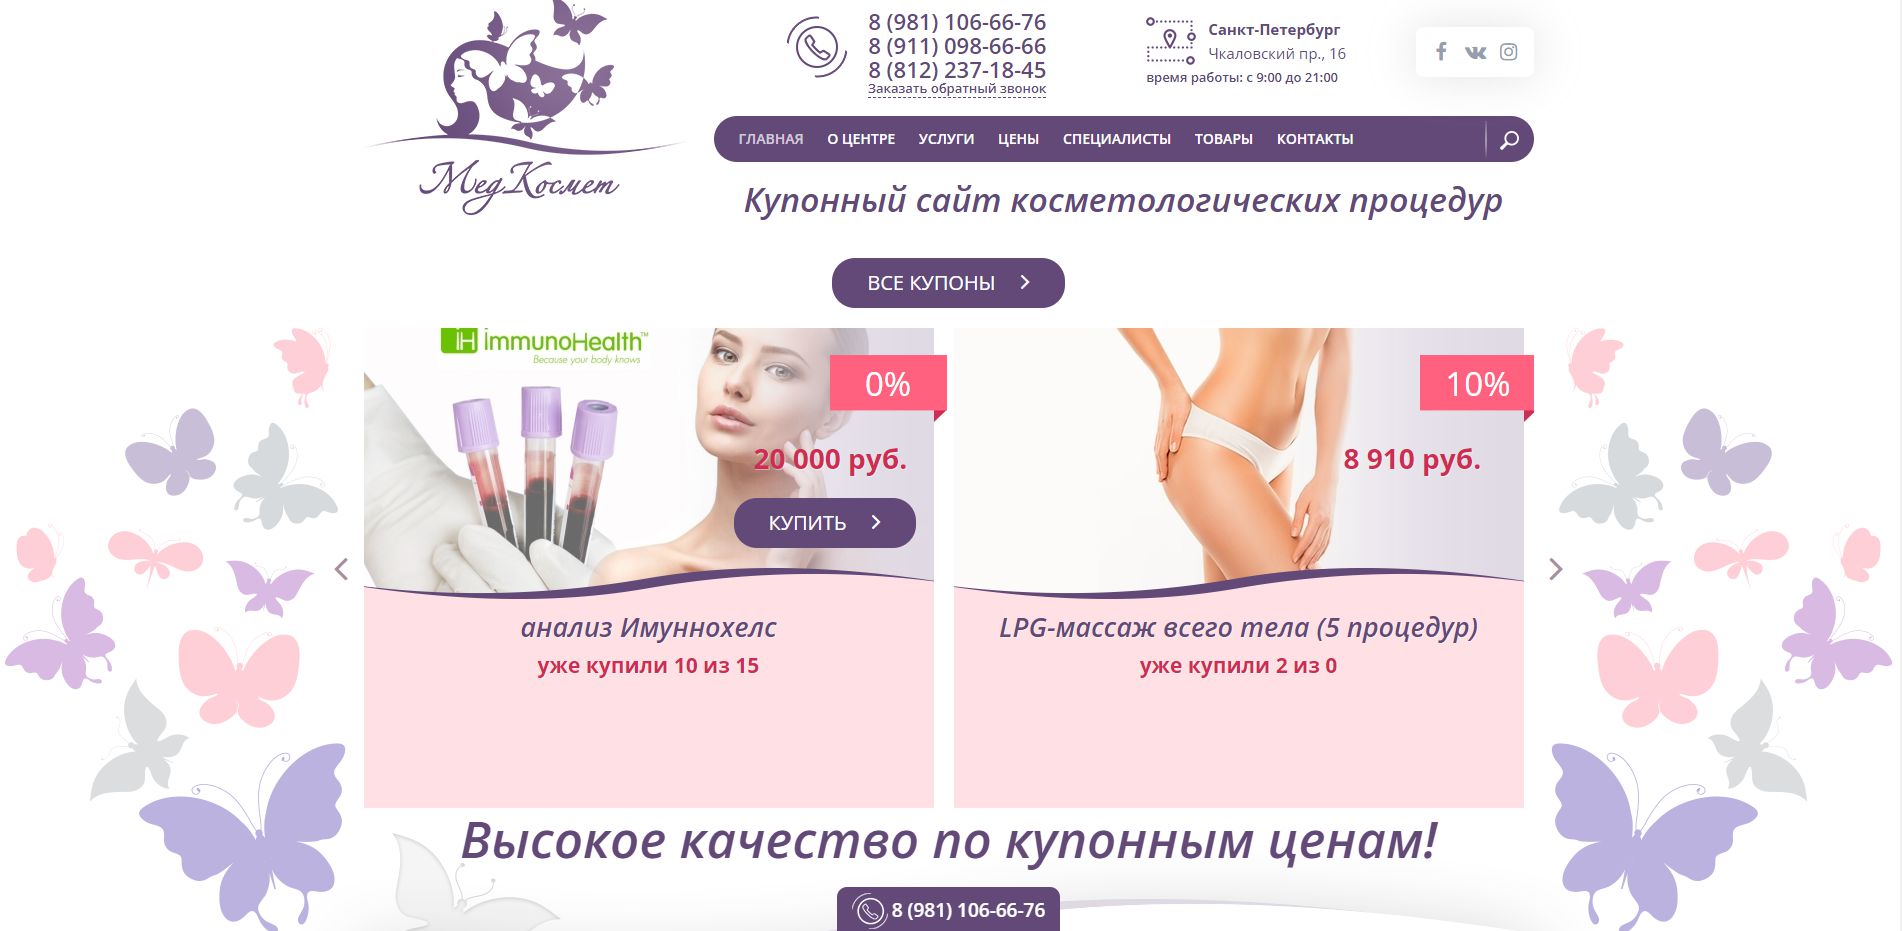 МедКосмет
8 (981) 106-66-76
8 (911) 098-66-66
8 (812) 237-18-45
Заказать обратный звонок
Санкт-Петербург
Чкаловский пр., 16
время работы: с 9:00 до 21:00
ГЛАВНАЯ О ЦЕНТРЕ УСЛУГИ ЦЕНЫ СПЕЦИАЛИСТЫ ТОВАРЫ КОНТАКТЫ
Купонный сайт косметологических процедур
ВСЕ КУПОНЫ
iH immunoHealth™
Because your body knows
0%
20 000 руб.
КУПИТЬ
анализ Имуннохелс
уже купили 10 из 15
10%
8 910 руб.
LPG-массаж всего тела (5 процедур)
уже купили 2 из 0
Высокое качество по купонным ценам!
8 (981) 106-66-76